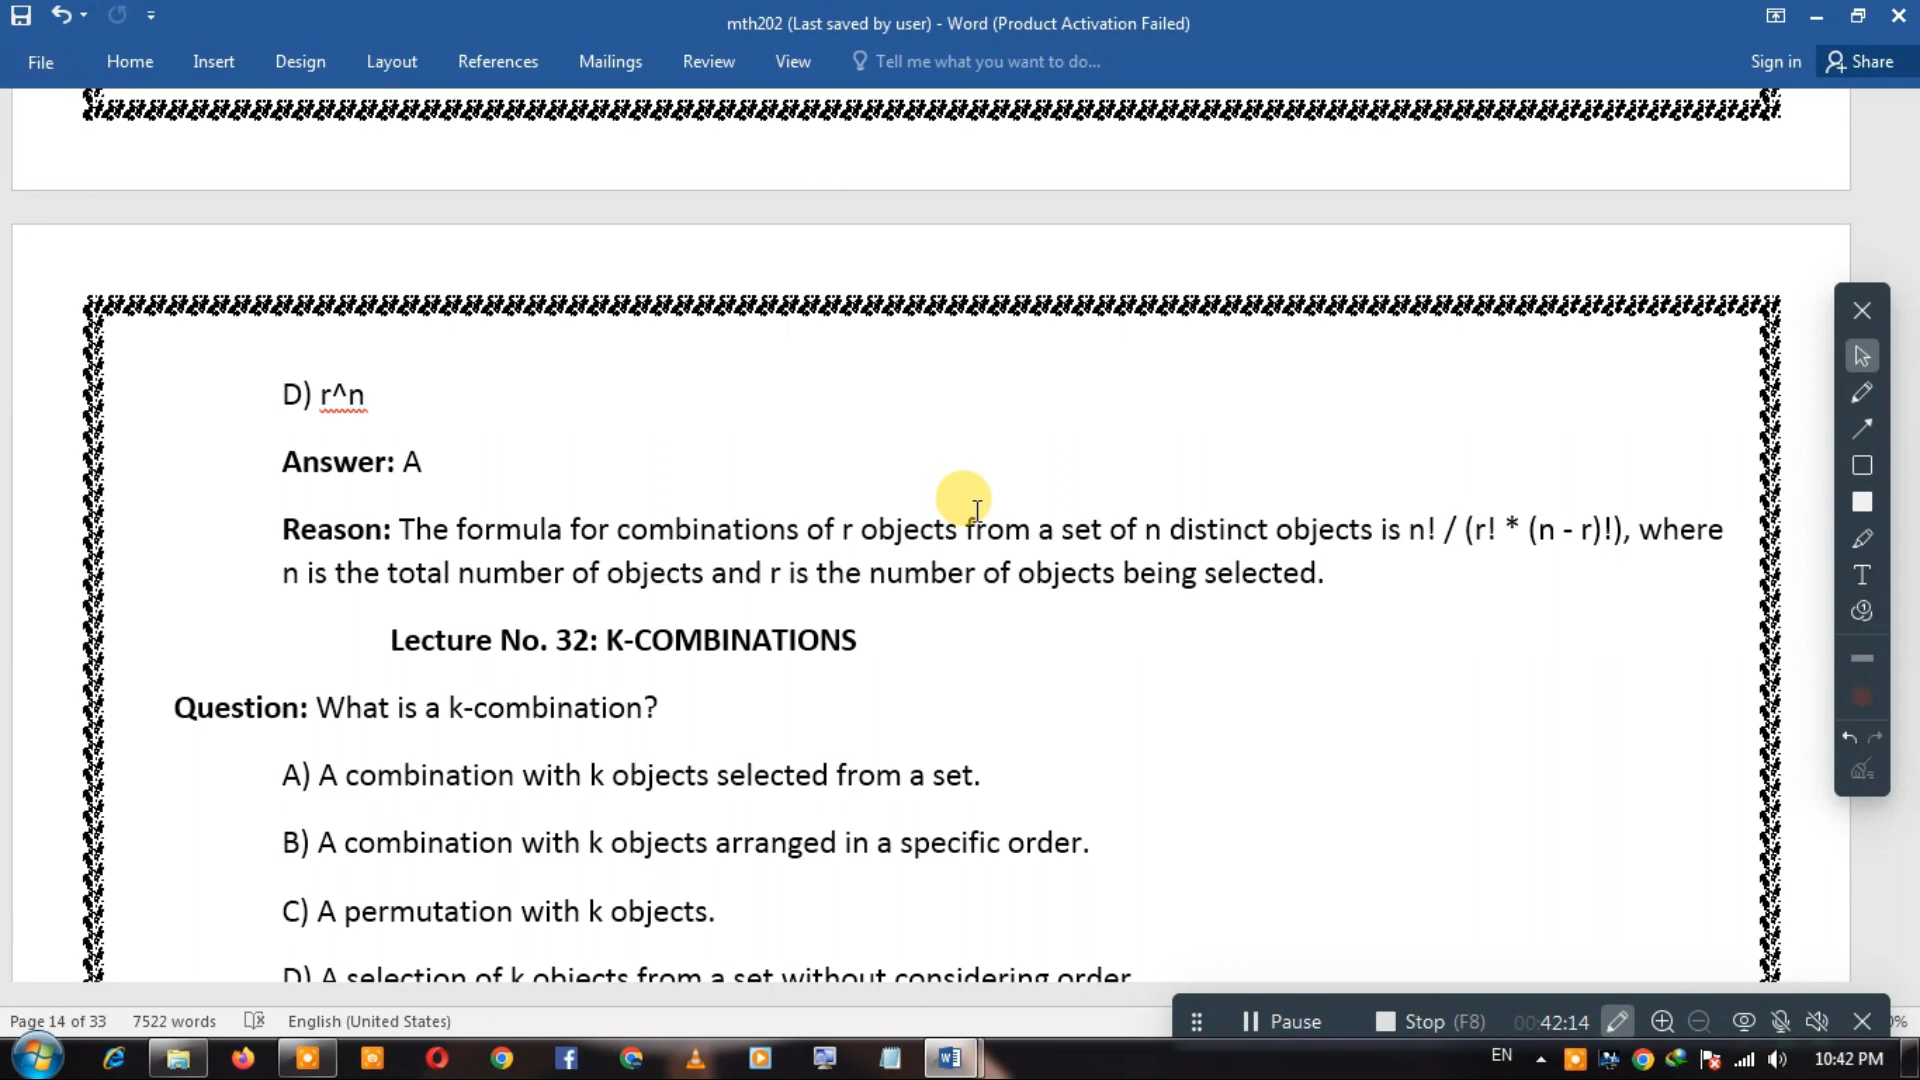 mth202 (Last saved by user) - Word (Product Activation Failed)
File Home Insert Design Layout References Mailings Review View Tell me what you want to do... Sign in Share
D) r^n
Answer: A
Reason: The formula for combinations of r objects from a set of n distinct objects is n! / (r! * (n - r)!), where
n is the total number of objects and r is the number of objects being selected.
Lecture No. 32: K-COMBINATIONS
Question: What is a k-combination?
A) A combination with k objects selected from a set.
B) A combination with k objects arranged in a specific order.
C) A permutation with k objects.
D) A selection of k objects from a set without considering order.
Page 14 of 33 7522 words English (United States) Pause Stop (F8) 00:42:14 0%
EN 10:42 PM